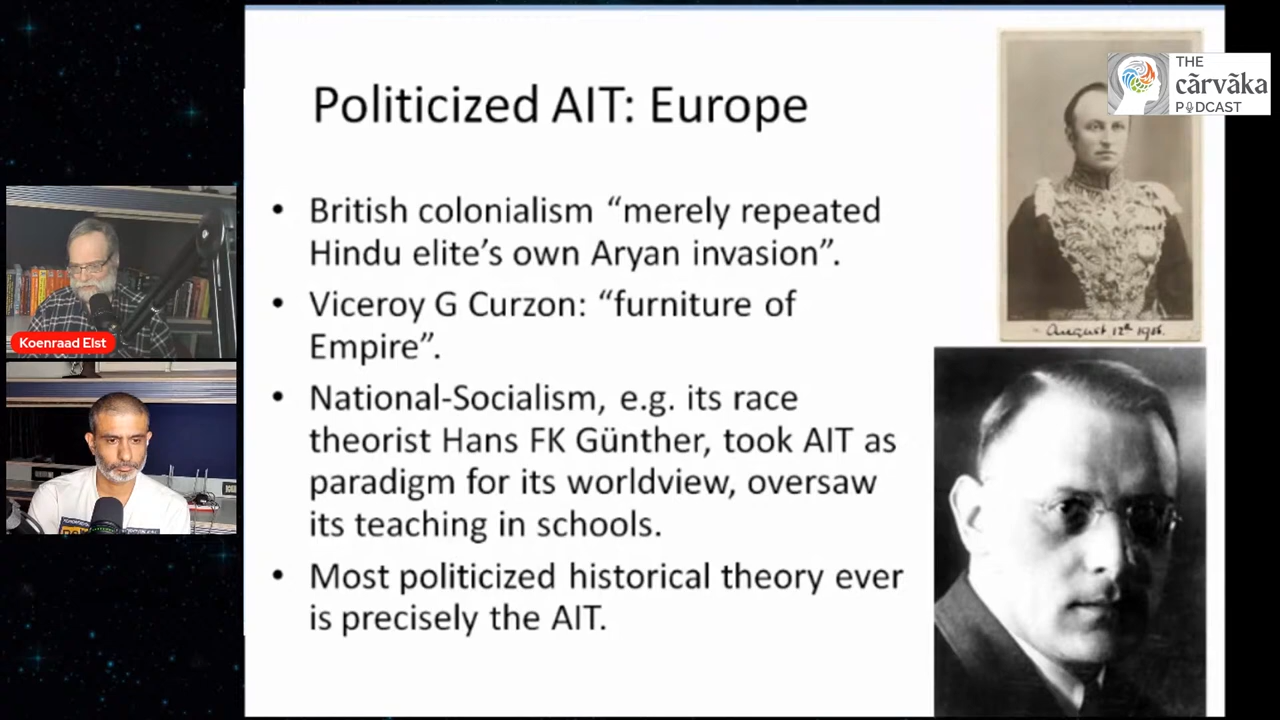 THE
cārvāka
PODCAST
Politicized AIT: Europe
• British colonialism “merely repeated
Hindu elite’s own Aryan invasion”.
• Viceroy G Curzon: “furniture of
Empire”.
• National-Socialism, e.g. its race
theorist Hans FK Günther, took AIT as
paradigm for its worldview, oversaw
its teaching in schools.
• Most politicized historical theory ever
is precisely the AIT.
Koenraad Elst
August 12th